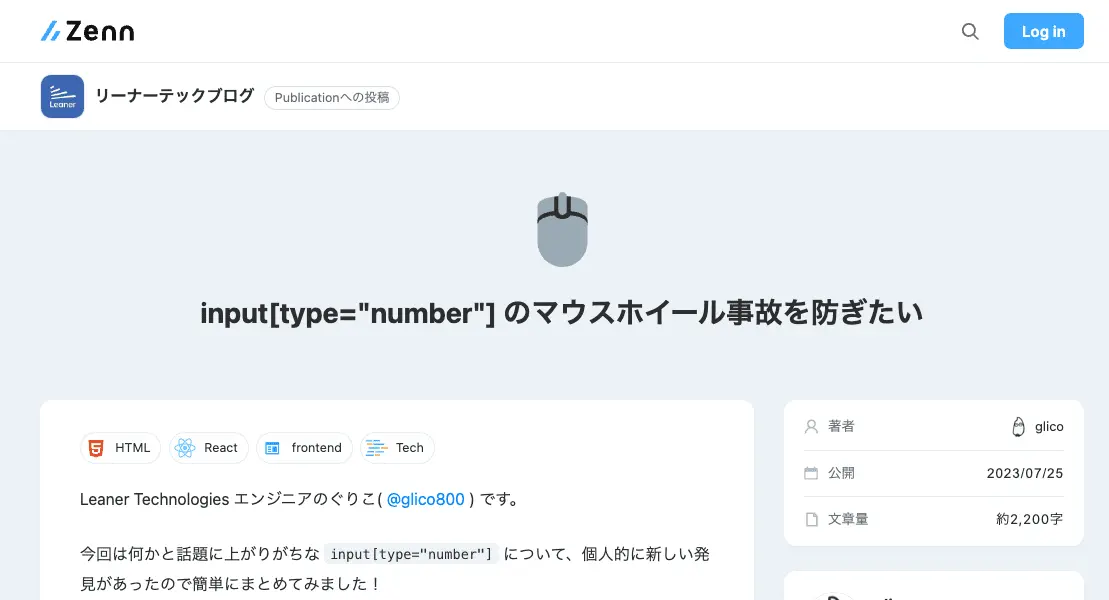 Zenn
Log in
Leaner
リーナーテックブログ
Publicationへの投稿
input[type="number"] のマウスホイール事故を防ぎたい
HTML
React
frontend
Tech
Leaner Technologies エンジニアのぐりこ( @glico800 ) です。
今回は何かと話題に上がりがちな input[type="number"] について、個人的に新しい発
見があったので簡単にまとめてみました！
著者
glico
公開
2023/07/25
文章量
約2,200字